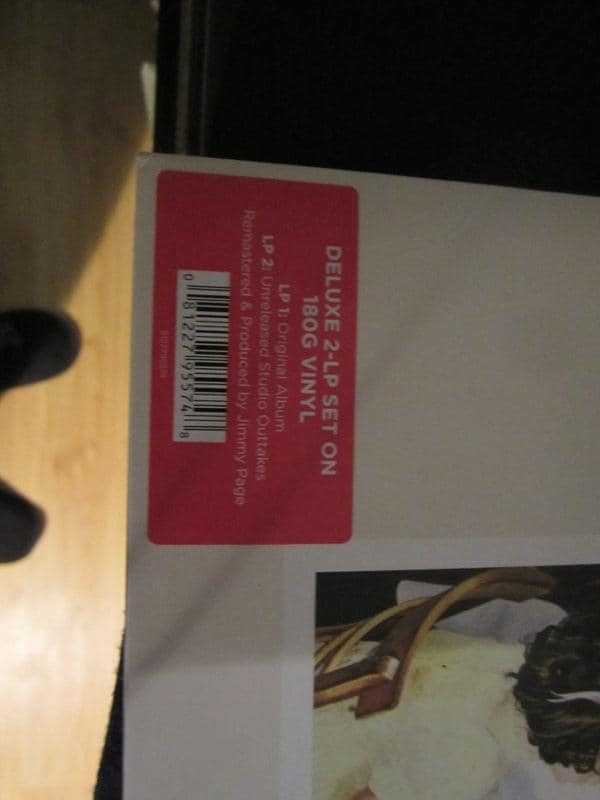 DELUXE 2-LP SET ON
180G VINYL
LP 1: Original Album
LP 2: Unreleased Studio Outtakes
Remastered & Produced by Jimmy Page
0 81227 95574 8